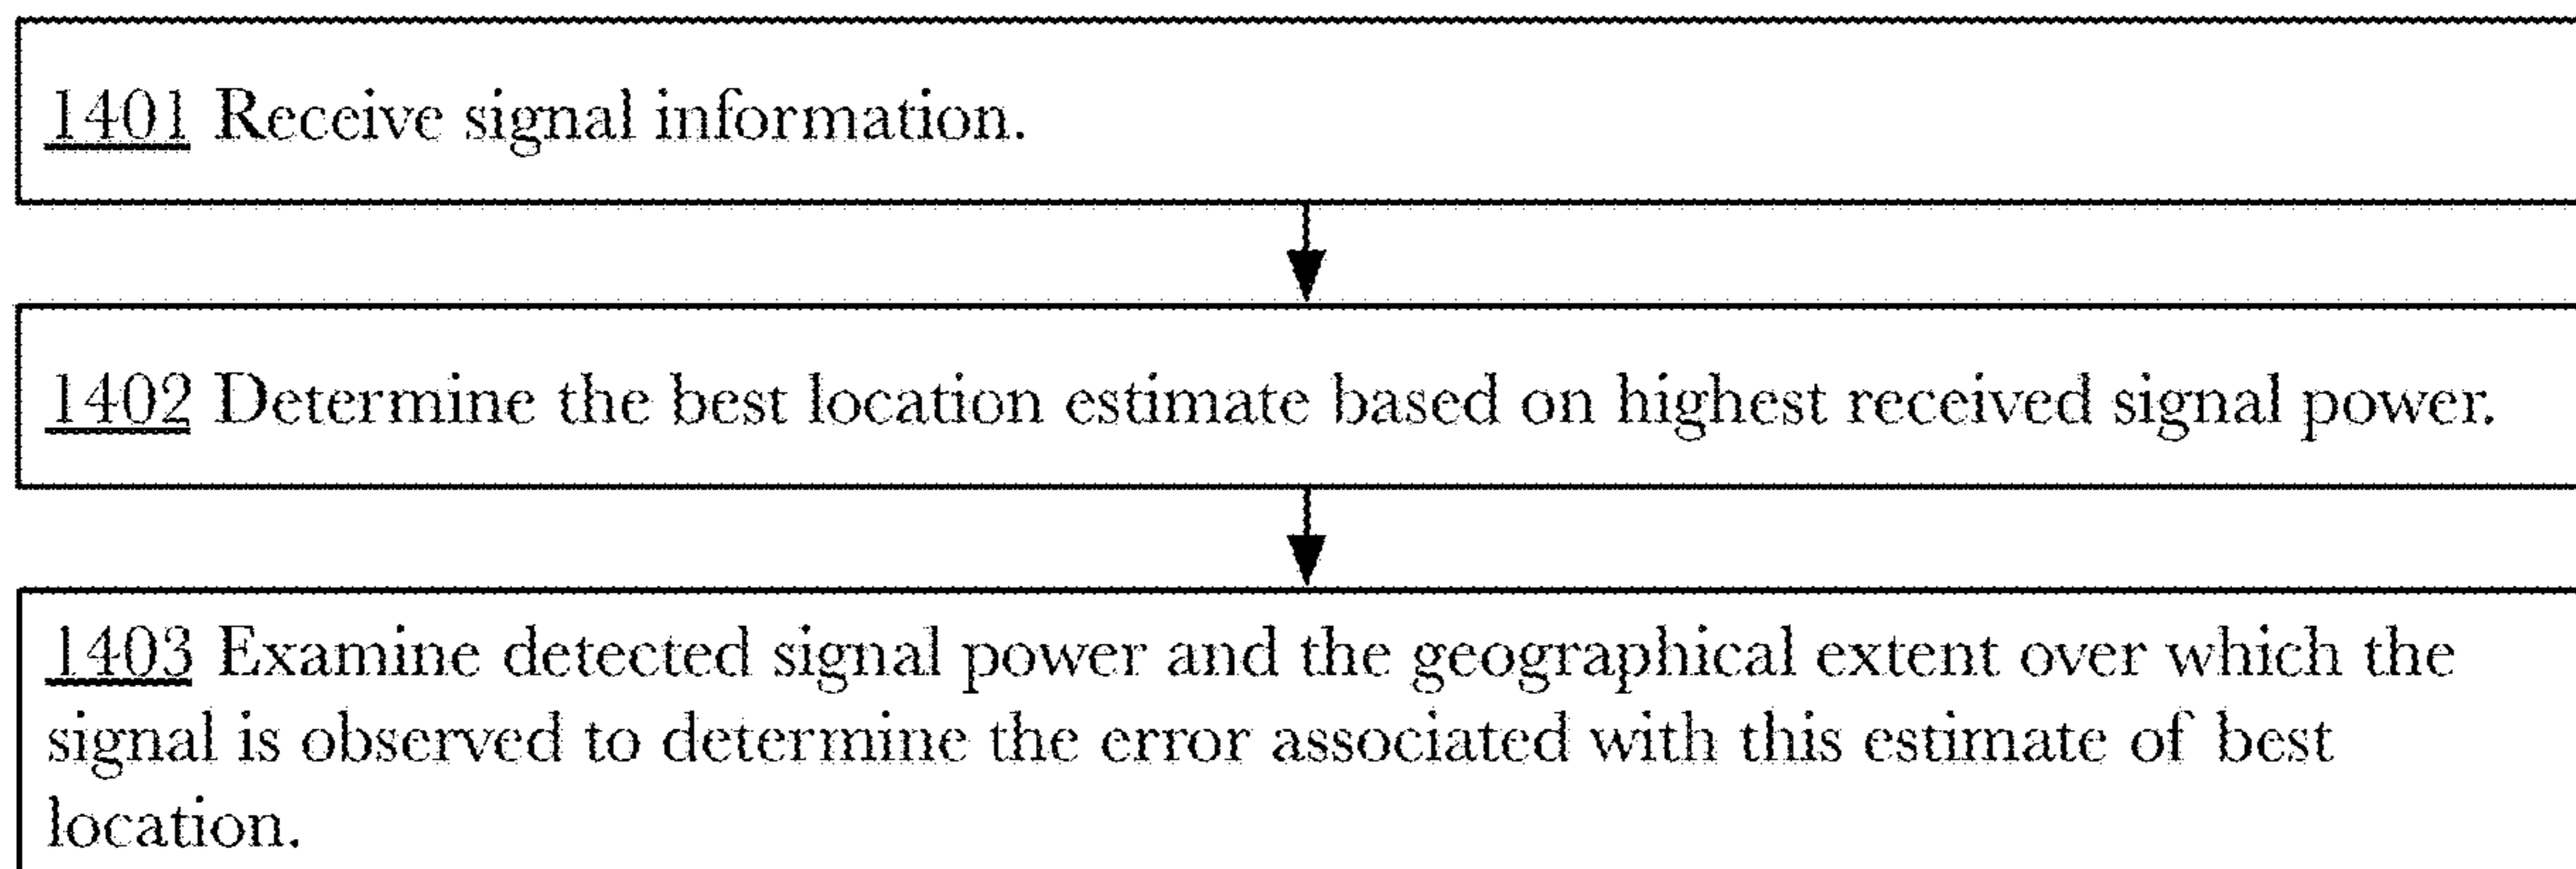 1401 Receive signal information.
1402 Determine the best location estimate based on highest received signal power.
1403 Examine detected signal power and the geographical extent over which the
signal is observed to determine the error associated with this estimate of best
location.